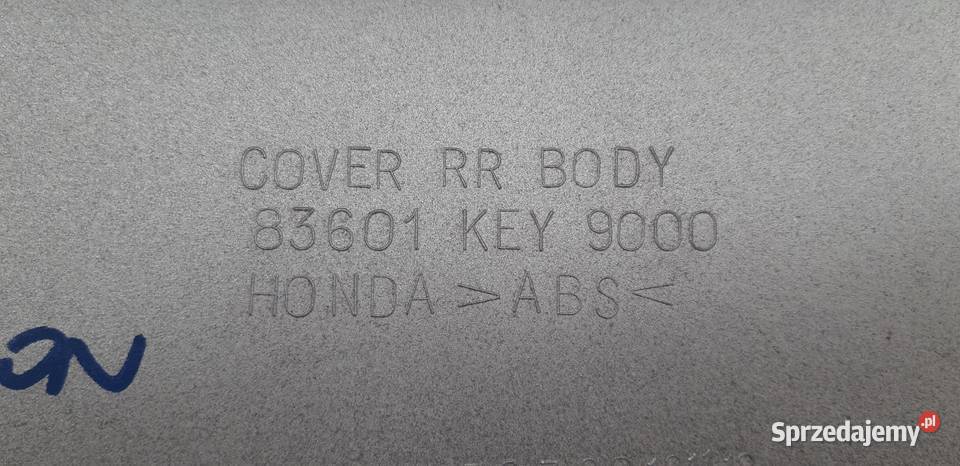 COVER RR BODY
83601 KEY 9000
HONDA >ABS<
Sprzedajemy.pl